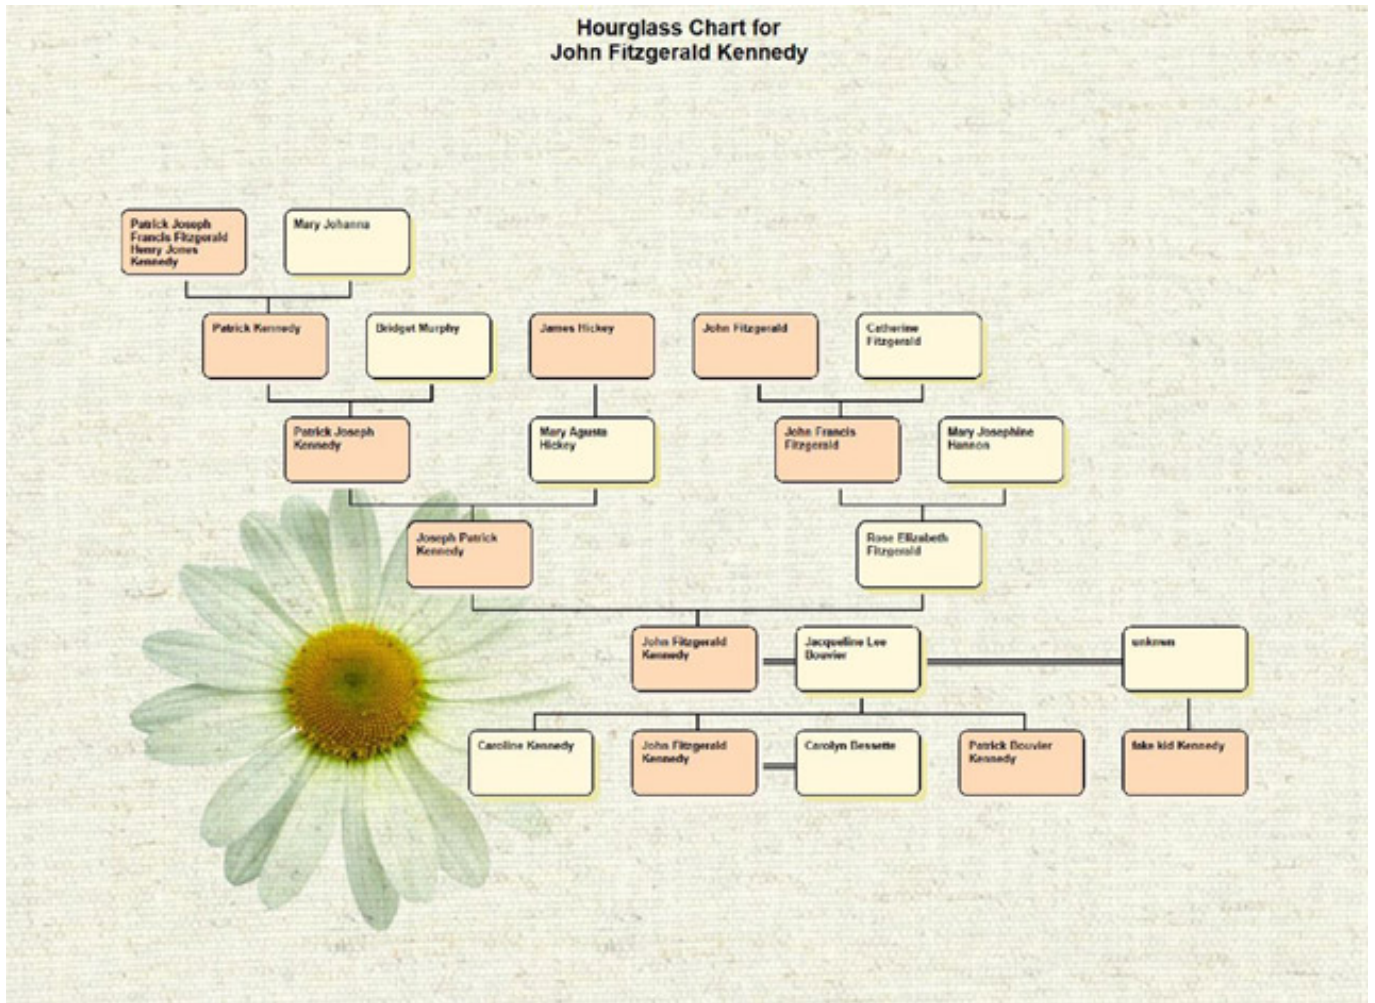 Hourglass Chart for
John Fitzgerald Kennedy
Patrick Joseph
Francis Fitzgerald
Henry Jones
Kennedy
Mary Johanna
Patrick Kennedy
Bridget Murphy
James Hickey
John Fitzgerald
Catherine
Fitzgerald
Patrick Joseph
Kennedy
Mary Agusta
Hickey
John Francis
Fitzgerald
Mary Josephine
Hannon
Joseph Patrick
Kennedy
Rose Elizabeth
Fitzgerald
John Fitzgerald
Kennedy
Jacqueline Lee
Bouvier
unknwn
Caroline Kennedy
John Fitzgerald
Kennedy
Carolyn Bessette
Patrick Bouvier
Kennedy
fake kid Kennedy